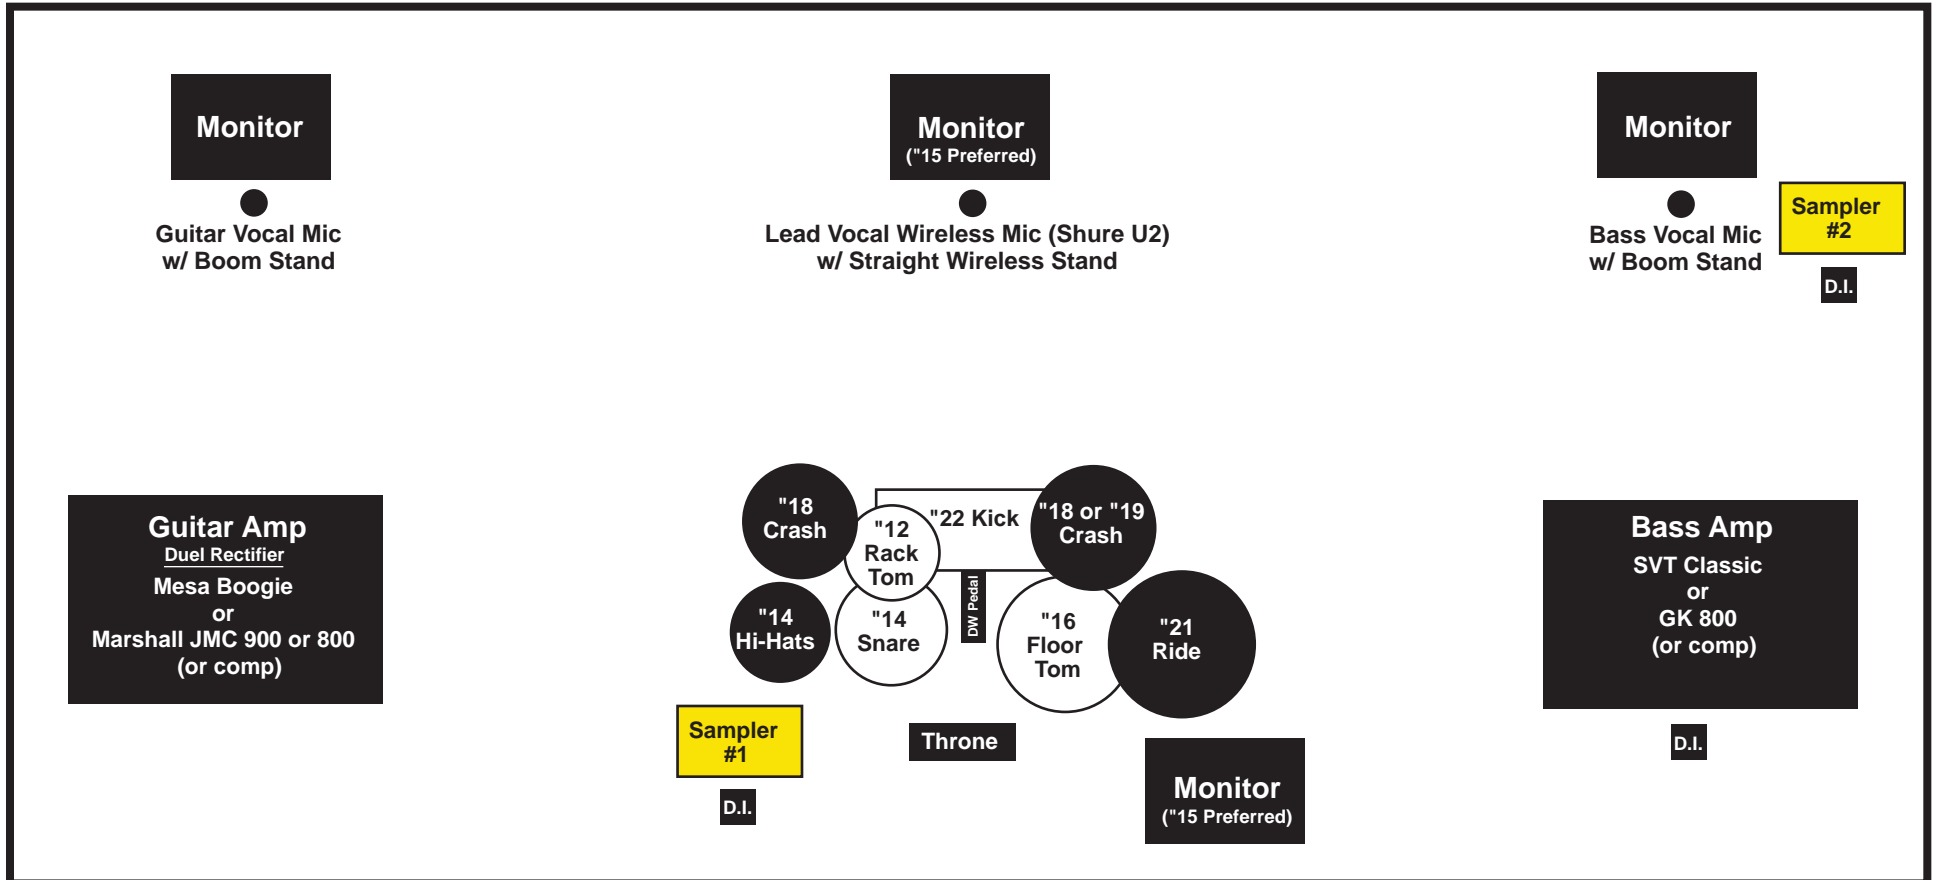 Monitor
Monitor
("15 Preferred)
Monitor
Guitar Vocal Mic
w/ Boom Stand
Lead Vocal Wireless Mic (Shure U2)
w/ Straight Wireless Stand
Bass Vocal Mic
w/ Boom Stand
Sampler
#2
D.I.
Guitar Amp
Duel Rectifier
Mesa Boogie
or
Marshall JMC 900 or 800
(or comp)
"18
Crash
"22 Kick
"18 or "19
Crash
"12
Rack
Tom
"14
Hi-Hats
"14
Snare
DW Pedal
"16
Floor
Tom
"21
Ride
Bass Amp
SVT Classic
or
GK 800
(or comp)
Sampler
#1
D.I.
Throne
Monitor
("15 Preferred)
D.I.